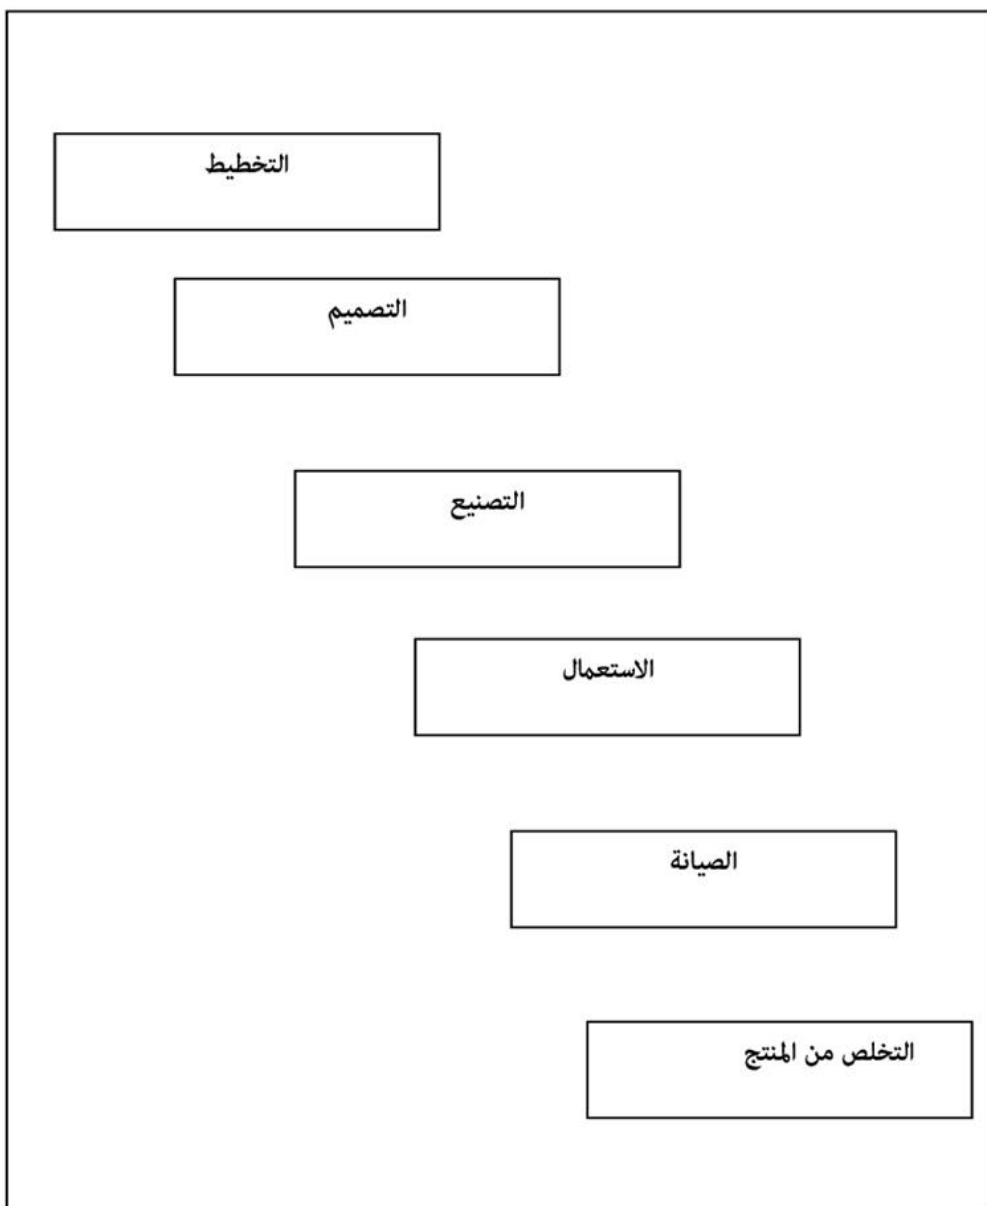 التخطيط
التصميم
التصنيع
الاستعمال
الصيانة
التخلص من المنتج